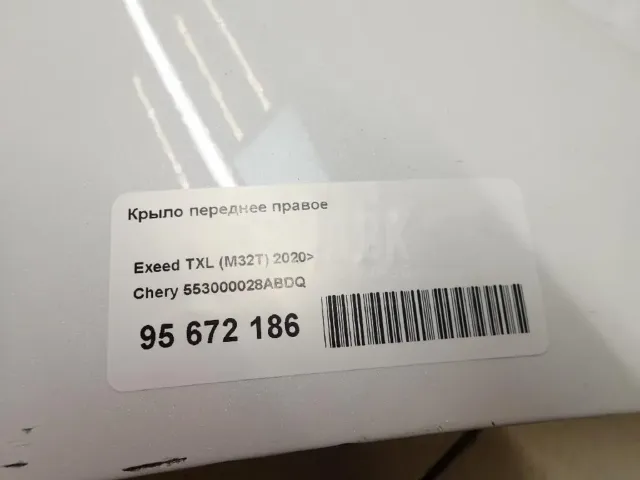 Крыло переднее правое
Exeed TXL (M32T) 2020>
Chery 553000028ABDQ
95 672 186